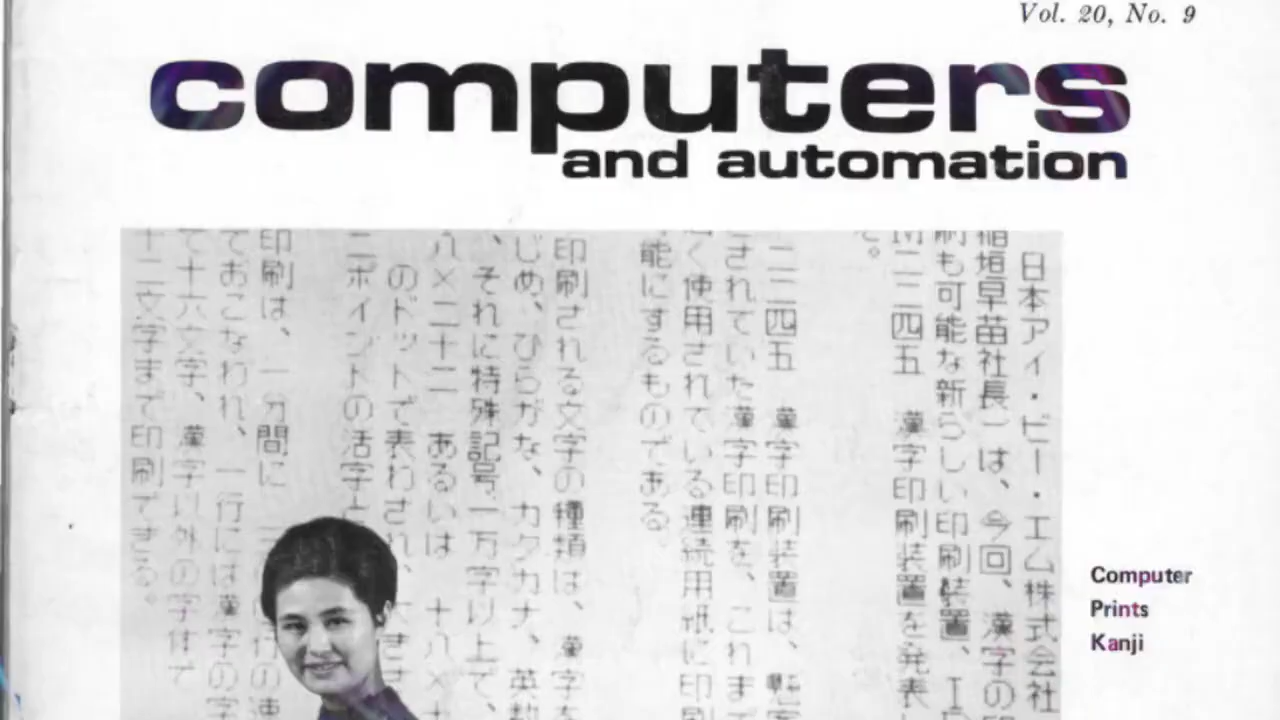 Vol. 20, No. 9
computers
and automation
日本アイ・ビー・エム株式会社
稲垣早苗社長）は、今回、漢字の印
刷も可能な新らしい印刷装置、I
二二四五　漢字印刷装置を発表し
た。
二二四五　漢字印刷装置は、
されていた漢字印刷を、これま
く使用されている連続用紙に印
能にするものである。
印刷される文字の種類は、漢字を
じめ、ひらがな、カタカナ、英数
、それに特殊記号一万字以上で、
八×二十二　あるいは　十八×十
のドットで表わされ、
ニポイントの活字と
印刷は、一分間に
ておこなわれ、一行には漢字の字
て十六文字、漢字以外の字体で
十二文字まで印刷できる。
Computer
Prints
Kanji